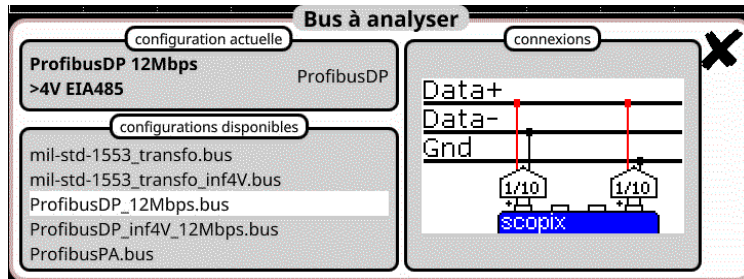 Bus à analyser
configuration actuelle
ProfibusDP 12Mbps
>4V EIA485
ProfibusDP
configurations disponibles
mil-std-1553_transfo.bus
mil-std-1553_transfo_inf4V.bus
ProfibusDP_12Mbps.bus
ProfibusDP_inf4V_12Mbps.bus
ProfibusPA.bus
connexions
Data+
Data-
Gnd
1/10 1/10
+ +
scopix